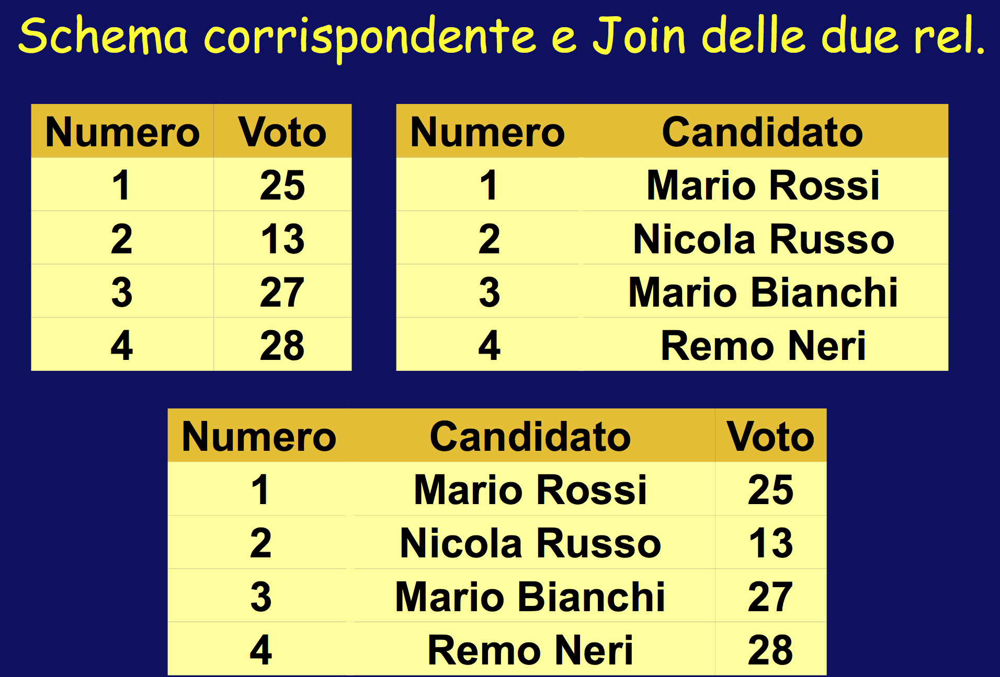 Schema corrispondente e Join delle due rel.
Numero Voto
1 25
2 13
3 27
4 28
Numero Candidato
1 Mario Rossi
2 Nicola Russo
3 Mario Bianchi
4 Remo Neri
Numero Candidato Voto
1 Mario Rossi 25
2 Nicola Russo 13
3 Mario Bianchi 27
4 Remo Neri 28